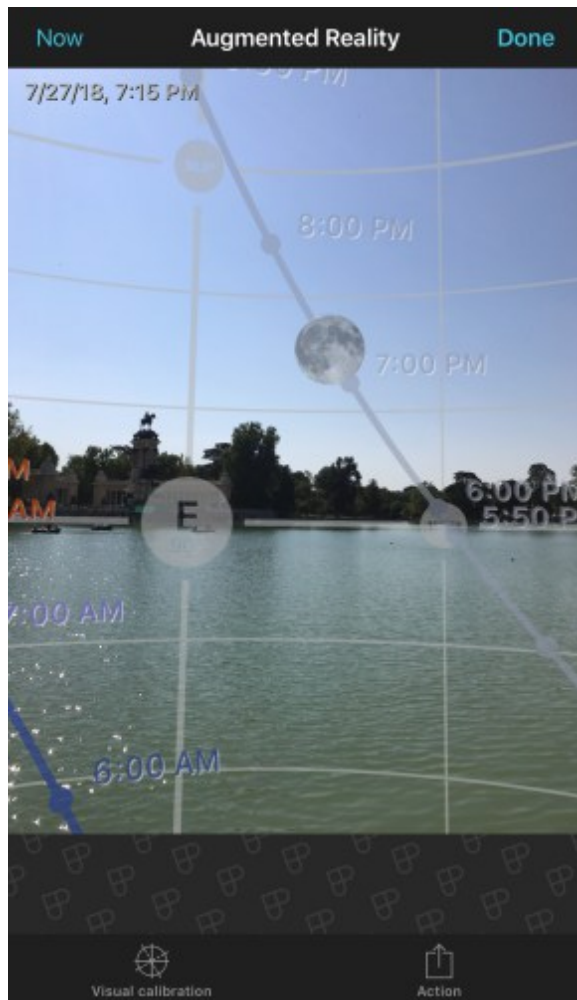 Now Augmented Reality Done
7/27/18, 7:15 PM
8:00 PM
7:00 PM
6:00 PM
5:50 P
M
AM
E
7:00 AM
6:00 AM
Visual calibration Action